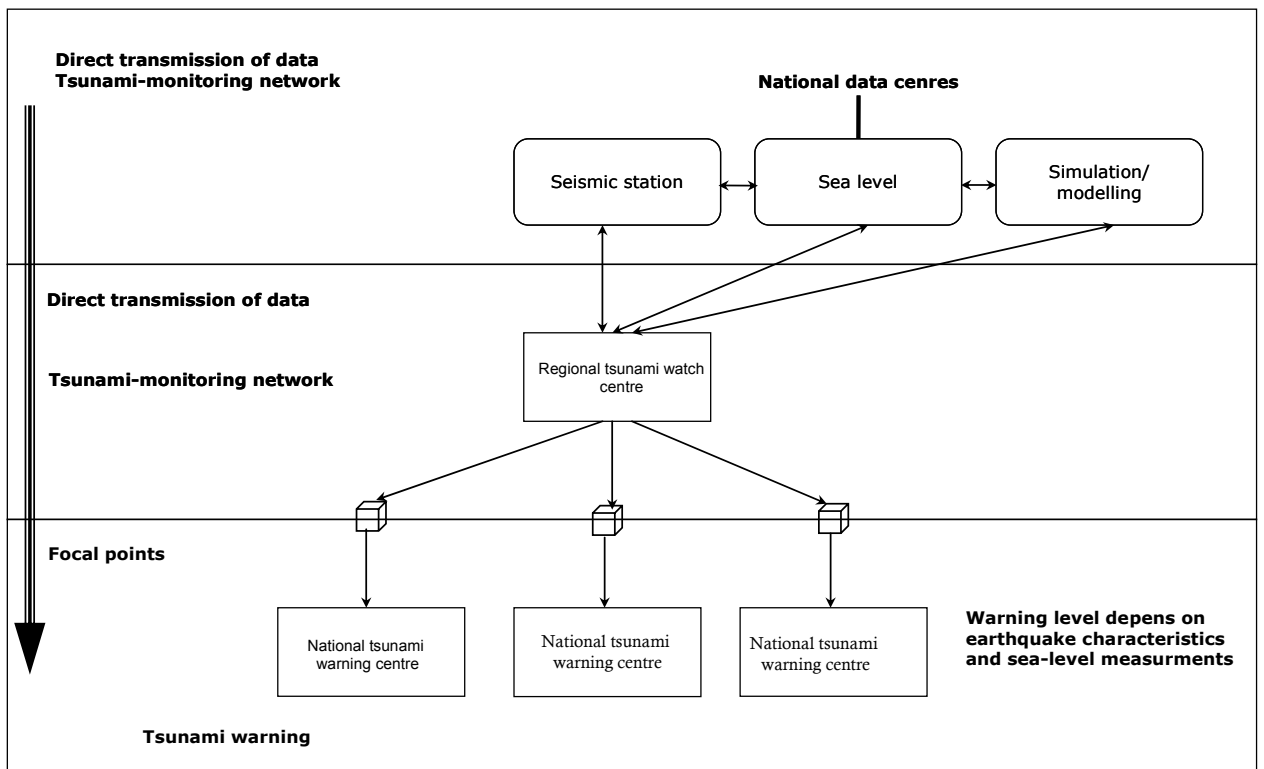 Direct transmission of data
Tsunami-monitoring network
National data cenres
Seismic station
Sea level
Simulation/
modelling
Direct transmission of data
Tsunami-monitoring network
Regional tsunami watch
centre
Focal points
National tsunami
warning centre
National tsunami
warning centre
National tsunami
warning centre
Warning level depens on
earthquake characteristics
and sea-level measurments
Tsunami warning